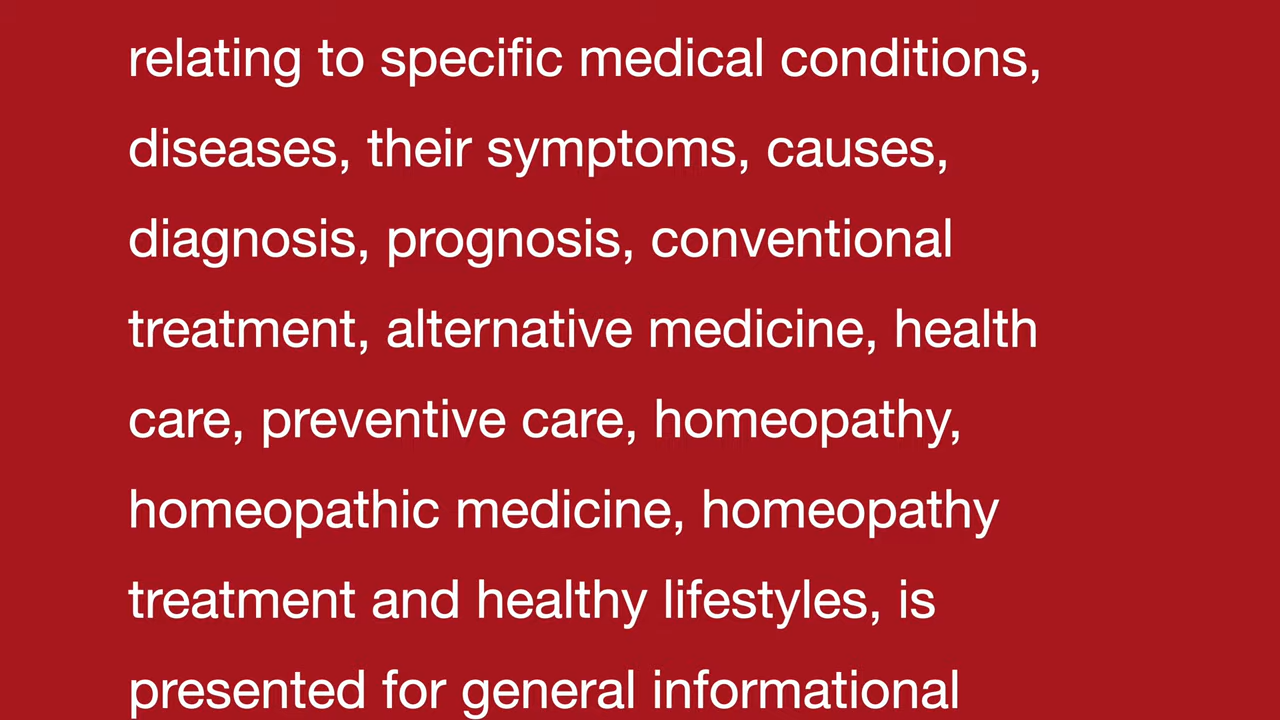 relating to specific medical conditions,
diseases, their symptoms, causes,
diagnosis, prognosis, conventional
treatment, alternative medicine, health
care, preventive care, homeopathy,
homeopathic medicine, homeopathy
treatment and healthy lifestyles, is
presented for general informational